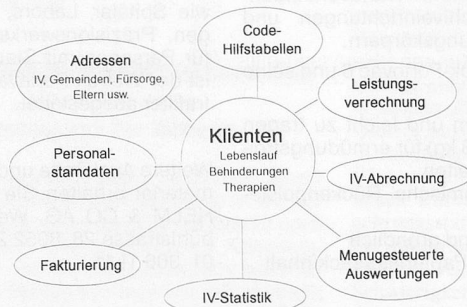 Code-
Hilfstabellen
Adressen
IV, Gemeinden, Fürsorge,
Eltern usw.
Leistungs-
verrechnung
Klienten
Lebenslauf
Behinderungen
Therapien
Personal-
stamdaten
IV-Abrechnung
Fakturierung
Menugesteuerte
Auswertungen
IV-Statistik